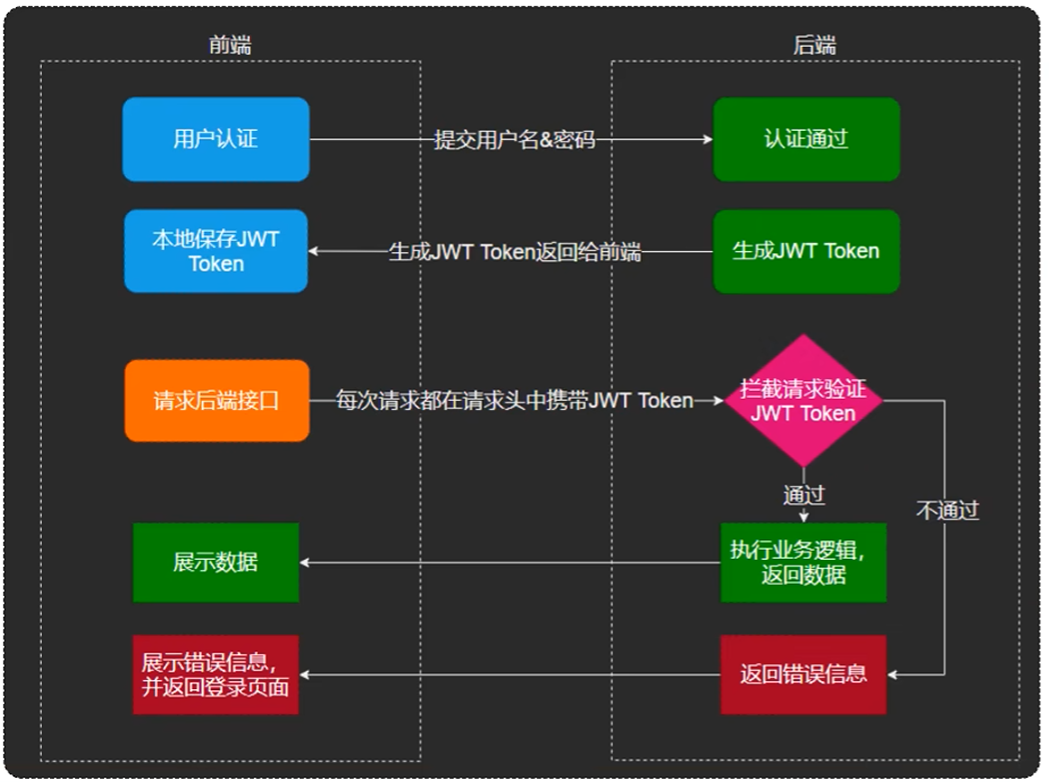 前端
后端
用户认证
提交用户名&密码
认证通过
本地保存JWT
Token
生成JWT Token返回给前端
生成JWT Token
请求后端接口
每次请求都在请求头中携带JWT Token
拦截请求验证
JWT Token
通过
不通过
展示数据
执行业务逻辑，
返回数据
展示错误信息，
并返回登录页面
返回错误信息